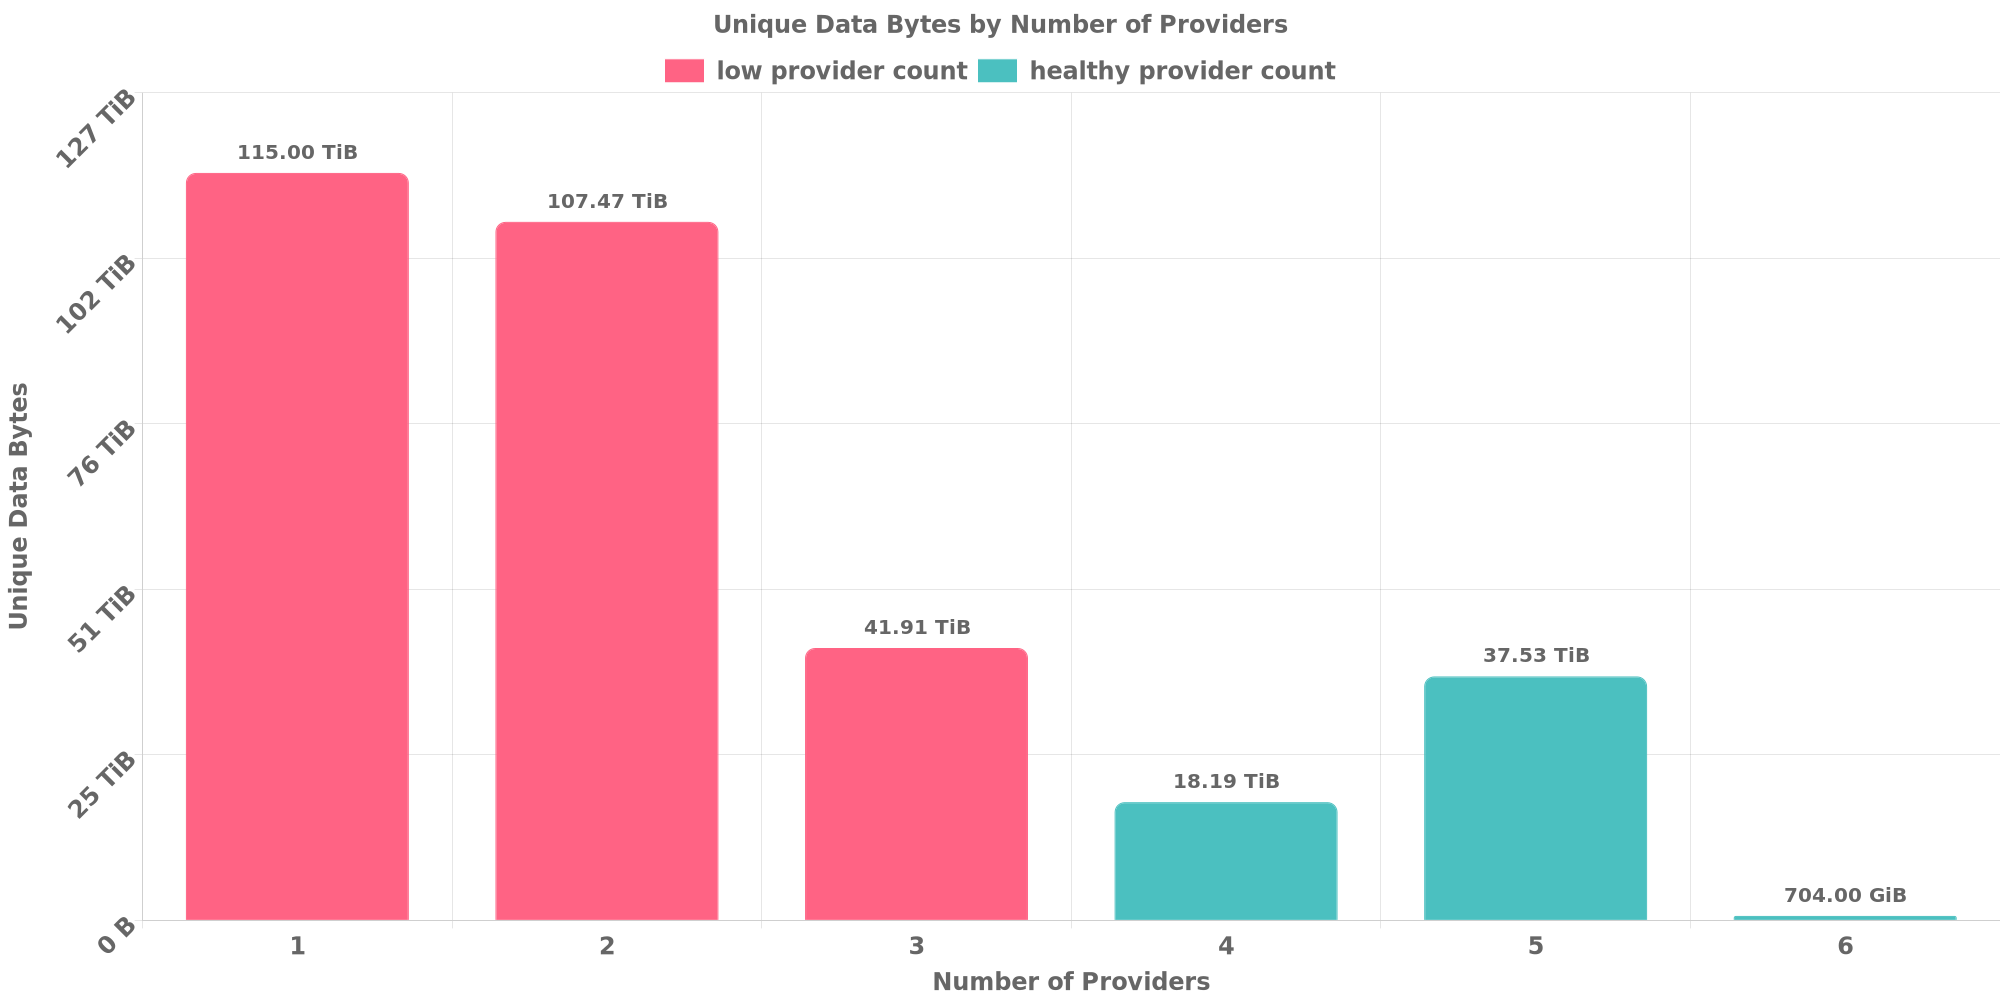 Unique Data Bytes by Number of Providers
low provider count healthy provider count
127 TiB
102 TiB
76 TiB
51 TiB
25 TiB
0 B
Unique Data Bytes
115.00 TiB
107.47 TiB
41.91 TiB
18.19 TiB
37.53 TiB
704.00 GiB
1 2 3 4 5 6
Number of Providers